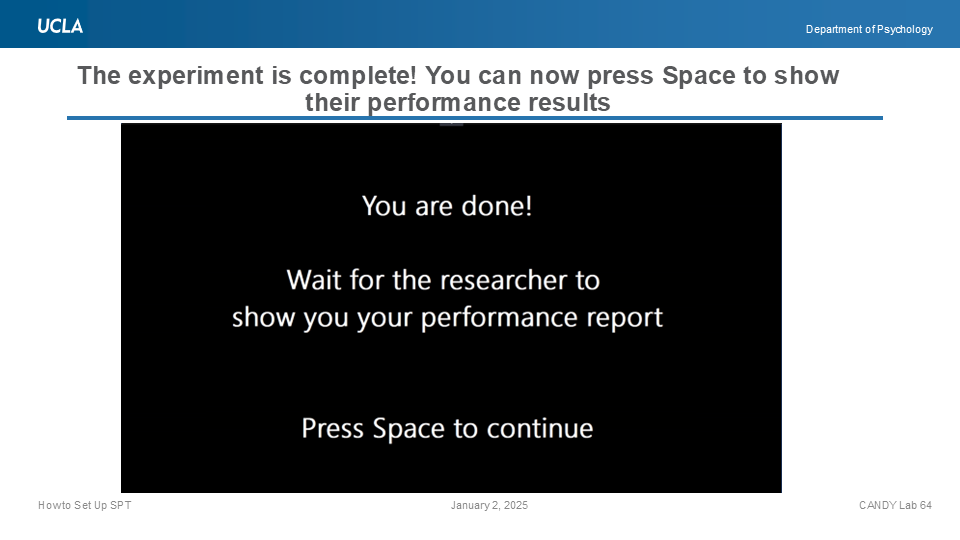 UCLA
Department of Psychology
The experiment is complete! You can now press Space to show
their performance results
You are done!
Wait for the researcher to
show you your performance report
Press Space to continue
Howto Set Up SPT
January 2, 2025
CANDY Lab 64